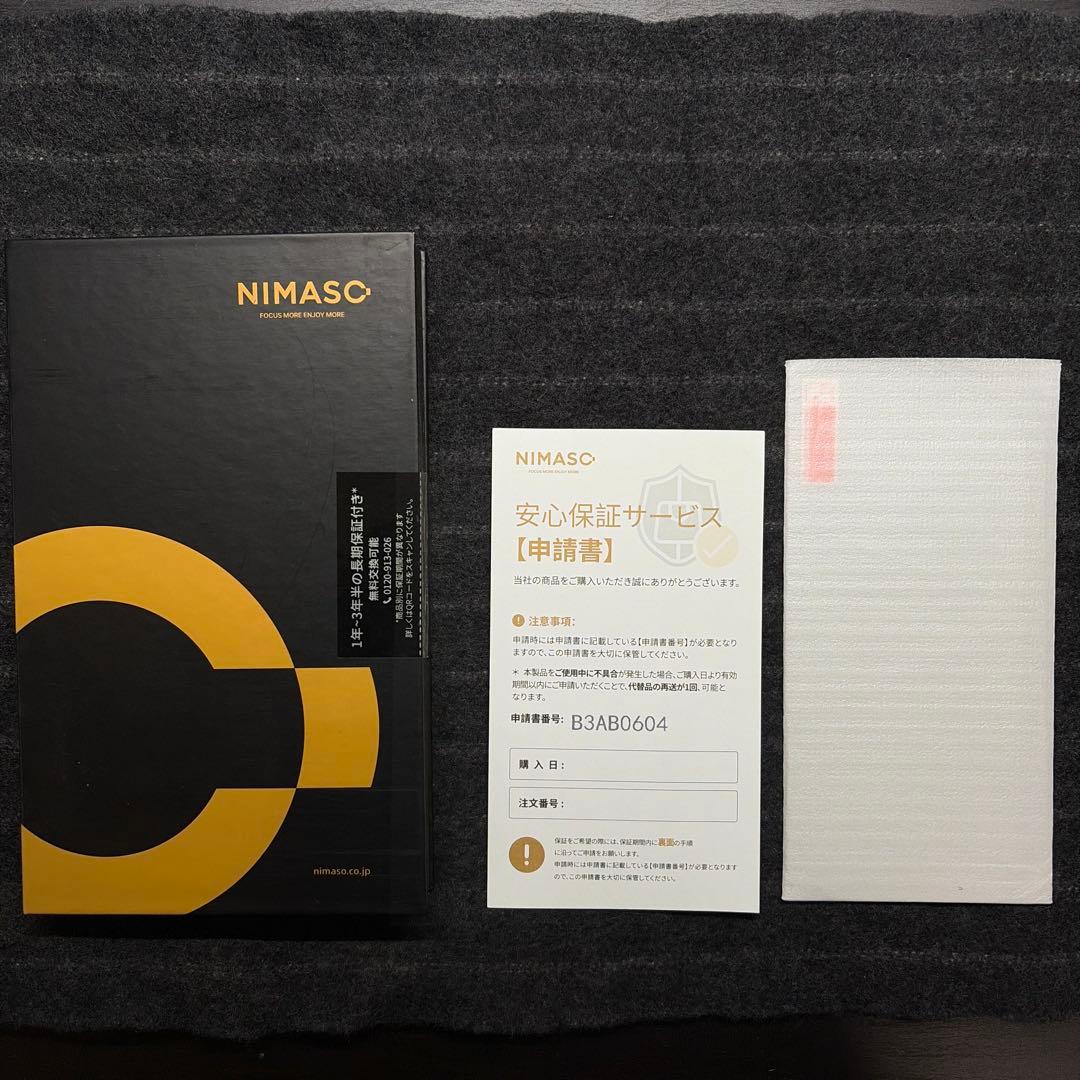 NIMASO
FOCUS MORE ENJOY MORE
1年~3年半の長期保証付き*
無料交換可能
0120-913-026
*商品別に保証期間が異なります
詳しくはQRコードをスキャンしてください。
nimaso.co.jp
NIMASO
FOCUS MORE ENJOY MORE
安心保証サービス
【申請書】
当社の商品をご購入いただき誠にありがとうございます。
注意事項:
申請時には申請書に記載している【申請書番号】が必要となり
ますので、この申請書を大切に保管してください。
* 本製品をご使用中に不具合が発生した場合、ご購入日より有効
期間以内にご申請いただくことで、代替品の再送が1回、可能と
なります。
申請書番号: B3AB0604
購入日:
注文番号:
保証をご希望の際には、保証期間内に裏面の手順
に沿ってご申請をお願いします。
申請時には申請書に記載している【申請書番号】が必要となります
ので、この申請書を大切に保管してください。